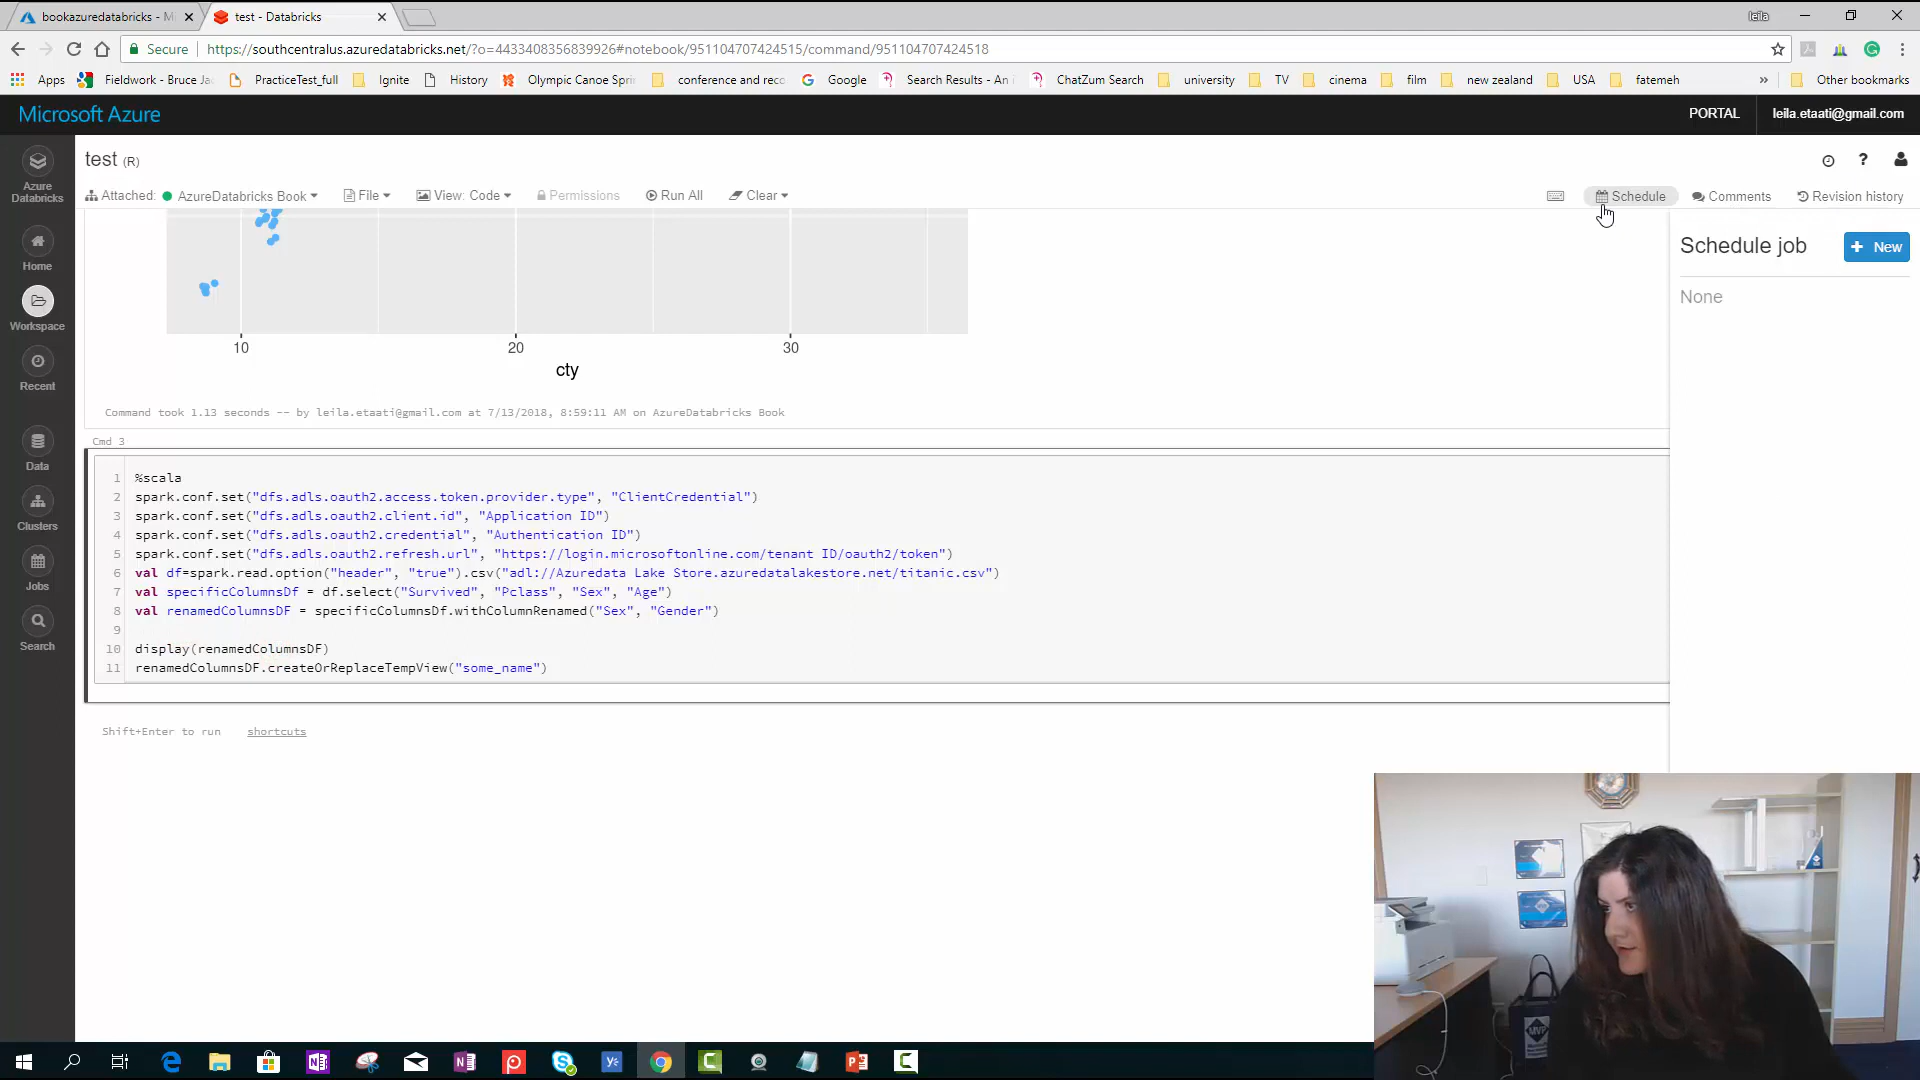 bookazuredatabricks - Mi
test - Databricks
leila
Secure
https://southcentralus.azuredatabricks.net/?o=4433408356839926#notebook/951104707424515/command/951104707424518
Apps
Fieldwork - Bruce Ja
PracticeTest_full
Ignite
History
Olympic Canoe Sprin
conference and reco
Google
Search Results - An
ChatZum Search
university
TV
cinema
film
new zealand
USA
fatemeh
»
Other bookmarks
Microsoft Azure
PORTAL
leila.etaati@gmail.com
test (R)
?
Attached: AzureDatabricks Book
File
View: Code
Permissions
Run All
Clear
Schedule
Comments
Revision history
Azure Databricks
Home
Workspace
Recent
Data
Clusters
Jobs
Search
Schedule job
+ New
None
10 20 30
cty
Command took 1.13 seconds -- by leila.etaati@gmail.com at 7/13/2018, 8:59:11 AM on AzureDatabricks Book
Cmd 3
1 %scala
2 spark.conf.set("dfs.adls.oauth2.access.token.provider.type", "ClientCredential")
3 spark.conf.set("dfs.adls.oauth2.client.id", "Application ID")
4 spark.conf.set("dfs.adls.oauth2.credential", "Authentication ID")
5 spark.conf.set("dfs.adls.oauth2.refresh.url", "https://login.microsoftonline.com/tenant ID/oauth2/token")
6 val df=spark.read.option("header", "true").csv("adl://Azuredata Lake Store.azuredatalakestore.net/titanic.csv")
7 val specificColumnsDf = df.select("Survived", "Pclass", "Sex", "Age")
8 val renamedColumnsDF = specificColumnsDf.withColumnRenamed("Sex", "Gender")
9
10 display(renamedColumnsDF)
11 renamedColumnsDF.createOrReplaceTempView("some_name")
Shift+Enter to run shortcuts
MVP